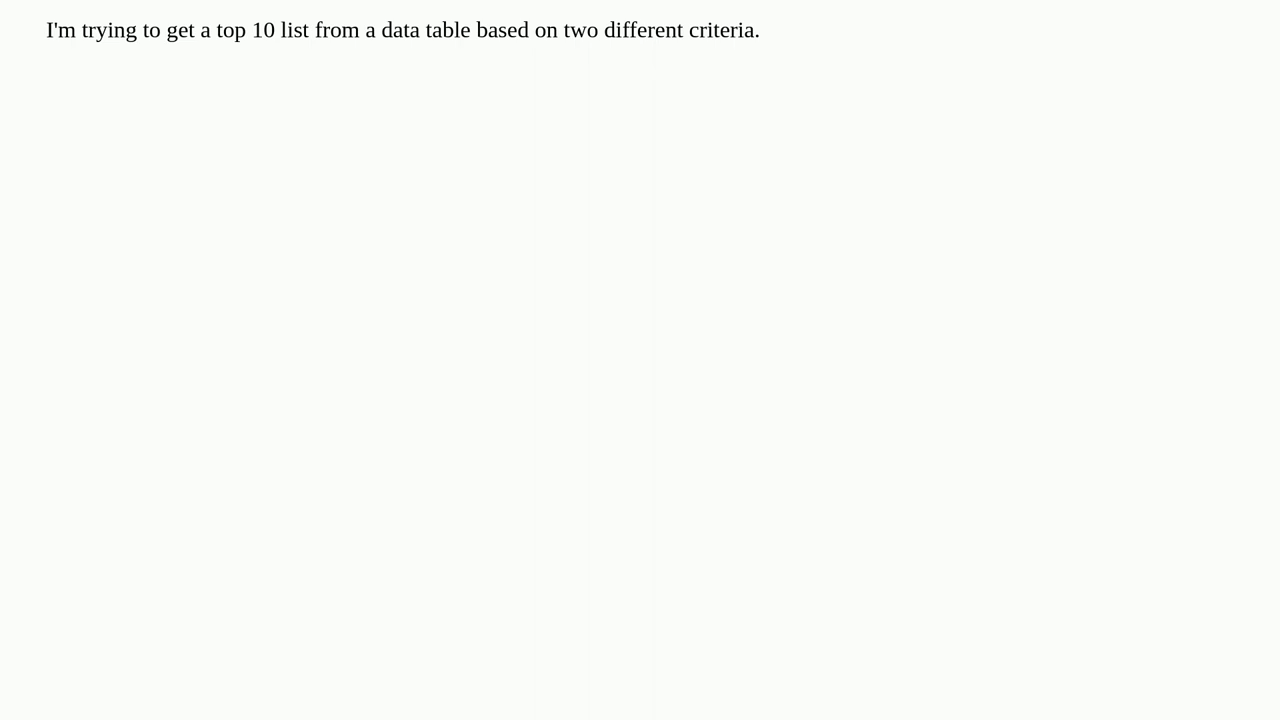 I'm trying to get a top 10 list from a data table based on two different criteria.